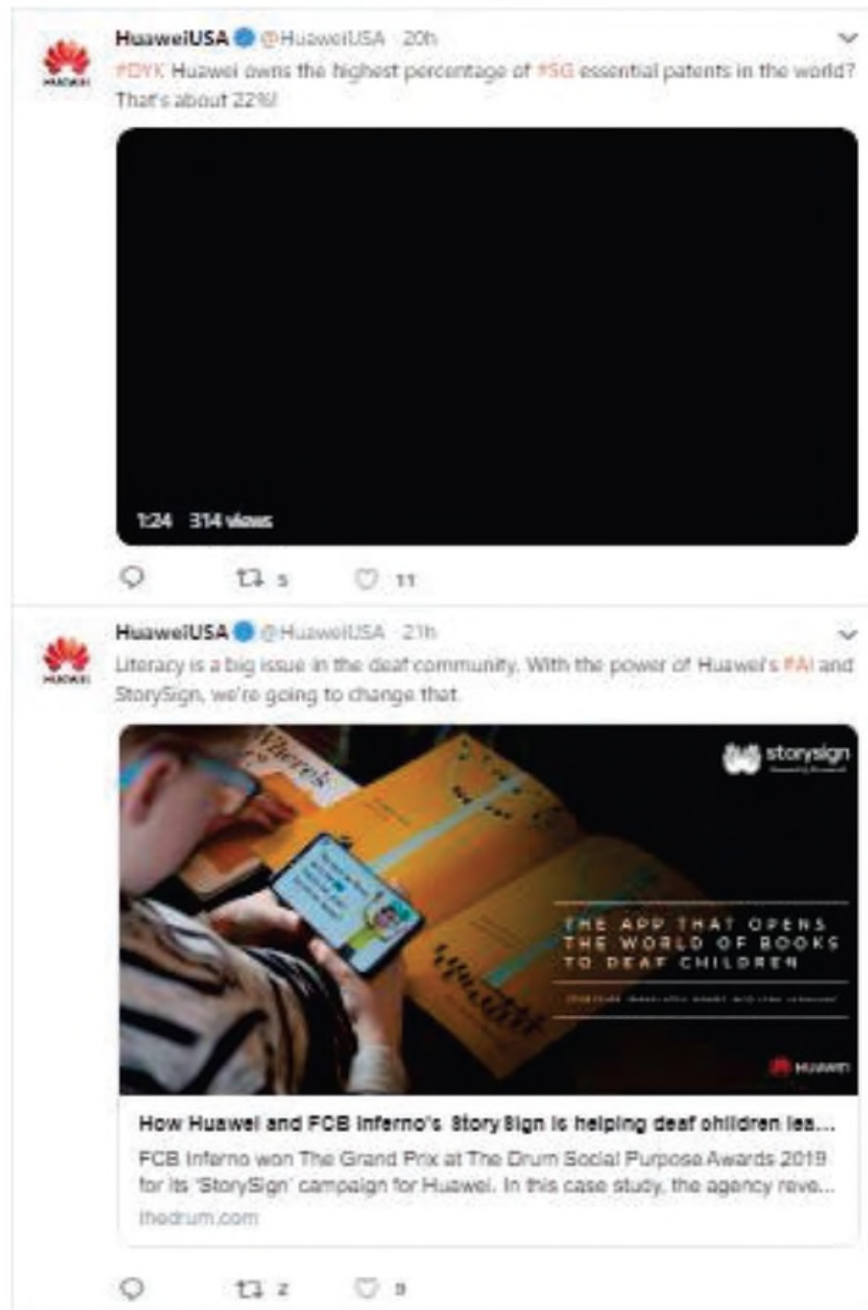 HuaweiUSA @HuaweiUSA · 20h
HUAWEI
#DYK Huawei owns the highest percentage of #5G essential patents in the world?
That's about 22%!
1:24 314 views
5 11
HuaweiUSA @HuaweiUSA · 21h
HUAWEI
Literacy is a big issue in the deaf community. With the power of Huawei's #AI and
StorySign, we're going to change that.
Where's
storysign
THE APP THAT OPENS
THE WORLD OF BOOKS
TO DEAF CHILDREN
HUAWEI
How Huawei and FCB Inferno's StorySign is helping deaf children lea...
FCB Inferno won The Grand Prix at The Drum Social Purpose Awards 2019
for its 'StorySign' campaign for Huawei. In this case study, the agency reve...
thedrum.com
2 9